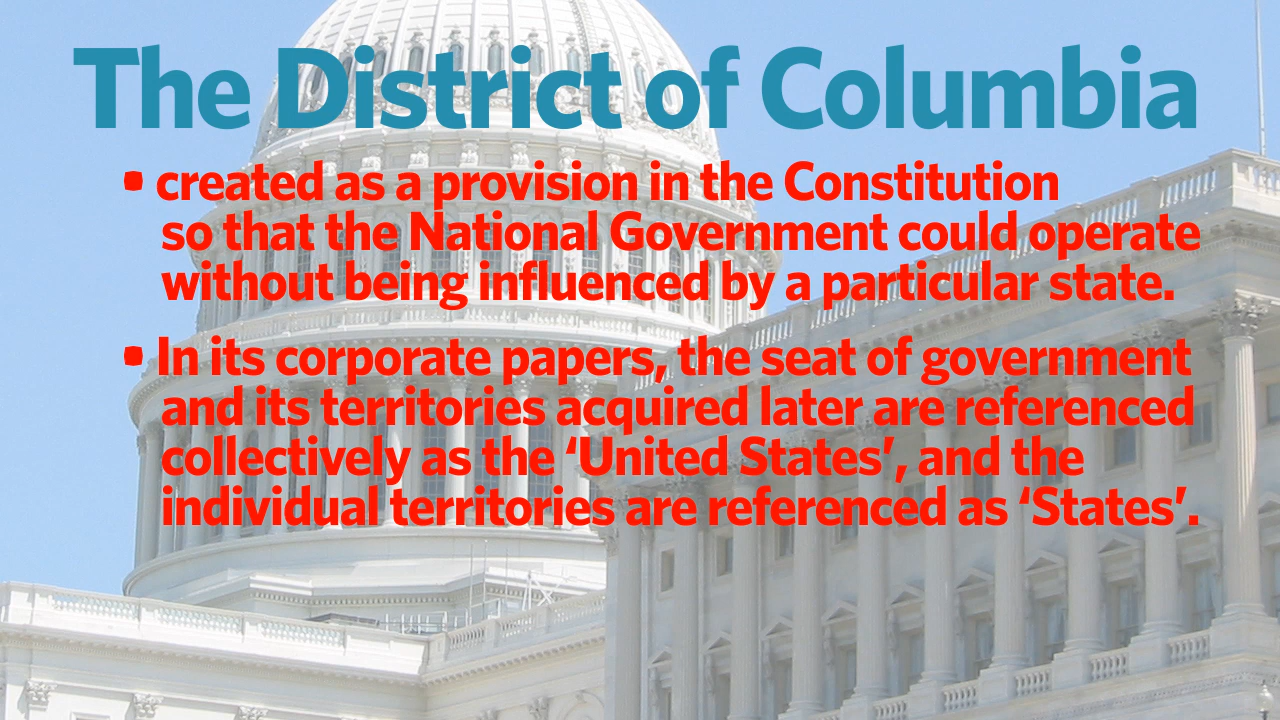 The District of Columbia
• created as a provision in the Constitution
so that the National Government could operate
without being influenced by a particular state.
• In its corporate papers, the seat of government
and its territories acquired later are referenced
collectively as the ‘United States’, and the
individual territories are referenced as ‘States’.